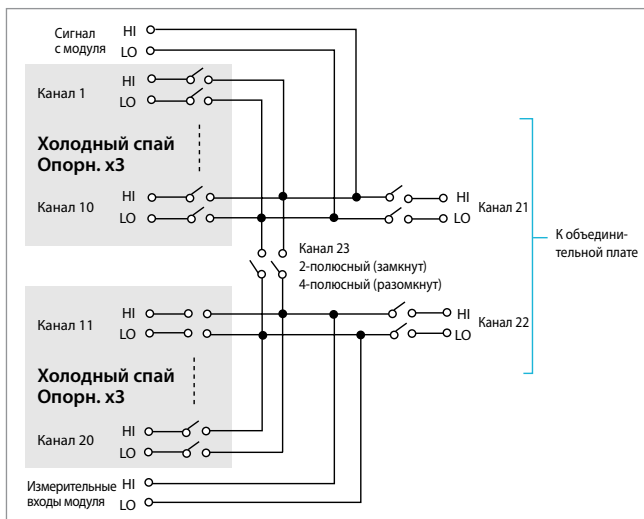 Сигнал
с модуля
HI
LO
Канал 1
HI
LO
Холодный спай
Опорн. x3
Канал 10
HI
LO
HI
LO
Канал 21
К объедини-
тельной плате
Канал 23
2-полюсный (замкнут)
4-полюсный (разомкнут)
Канал 11
HI
LO
HI
LO
Канал 22
Холодный спай
Опорн. x3
Канал 20
HI
LO
Измерительные
входы модуля
HI
LO